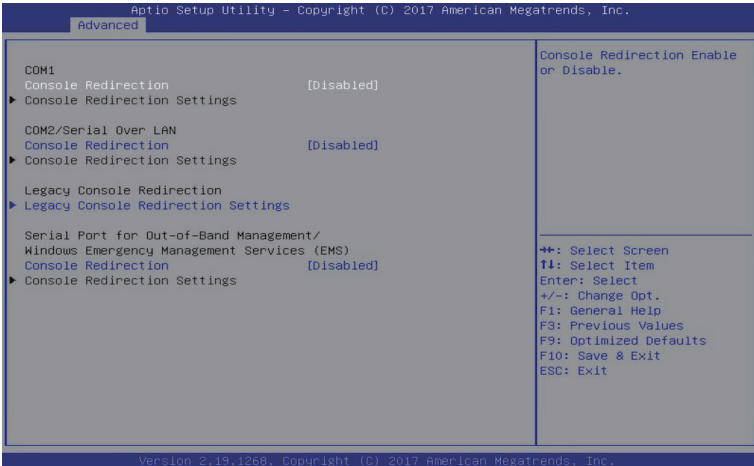 Aptio Setup Utility – Copyright (C) 2017 American Megatrends, Inc.
Advanced
COM1
Console Redirection [Disabled]
▶ Console Redirection Settings
COM2/Serial Over LAN
Console Redirection [Disabled]
▶ Console Redirection Settings
Legacy Console Redirection
▶ Legacy Console Redirection Settings
Serial Port for Out-of-Band Management/
Windows Emergency Management Services (EMS)
Console Redirection [Disabled]
▶ Console Redirection Settings
Console Redirection Enable
or Disable.
→←: Select Screen
↑↓: Select Item
Enter: Select
+/-: Change Opt.
F1: General Help
F3: Previous Values
F9: Optimized Defaults
F10: Save & Exit
ESC: Exit
Version 2.19.1268. Copyright (C) 2017 American Megatrends, Inc.